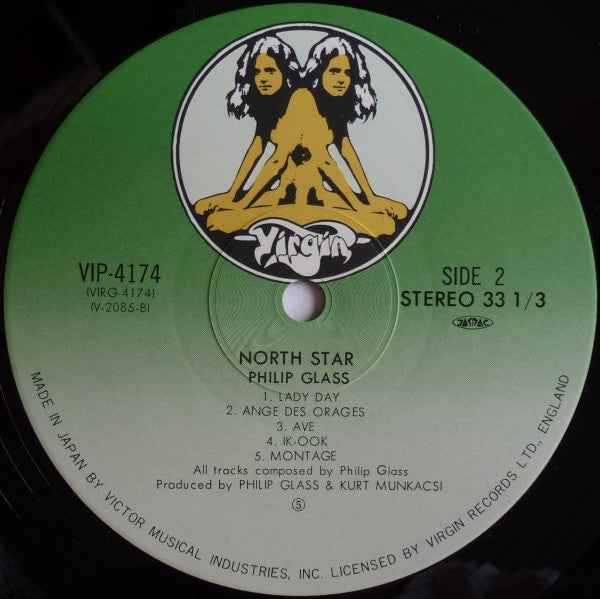 Virgin
VIP-4174
(VIRG-4174)
(V-2085-B)
SIDE 2
STEREO 33 1/3
JASRAC
NORTH STAR
PHILIP GLASS
1. LADY DAY
2. ANGE DES ORAGES
3. AVE
4. IK-OOK
5. MONTAGE
All tracks composed by Philip Glass
Produced by PHILIP GLASS & KURT MUNKACSI
⑤
MADE IN JAPAN BY VICTOR MUSICAL INDUSTRIES, INC. LICENSED BY VIRGIN RECORDS LTD., ENGLAND